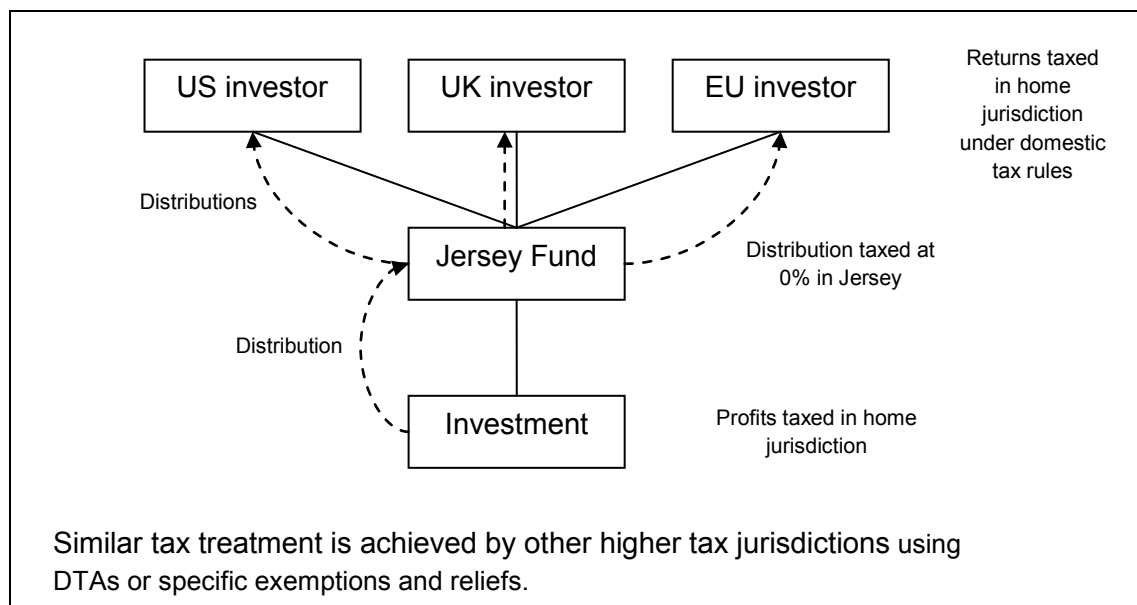 US investor
UK investor
EU investor
Returns taxed
in home
jurisdiction
under domestic
tax rules
Distributions
Jersey Fund
Distribution taxed at
0% in Jersey
Distribution
Investment
Profits taxed in home
jurisdiction
Similar tax treatment is achieved by other higher tax jurisdictions using
DTAs or specific exemptions and reliefs.